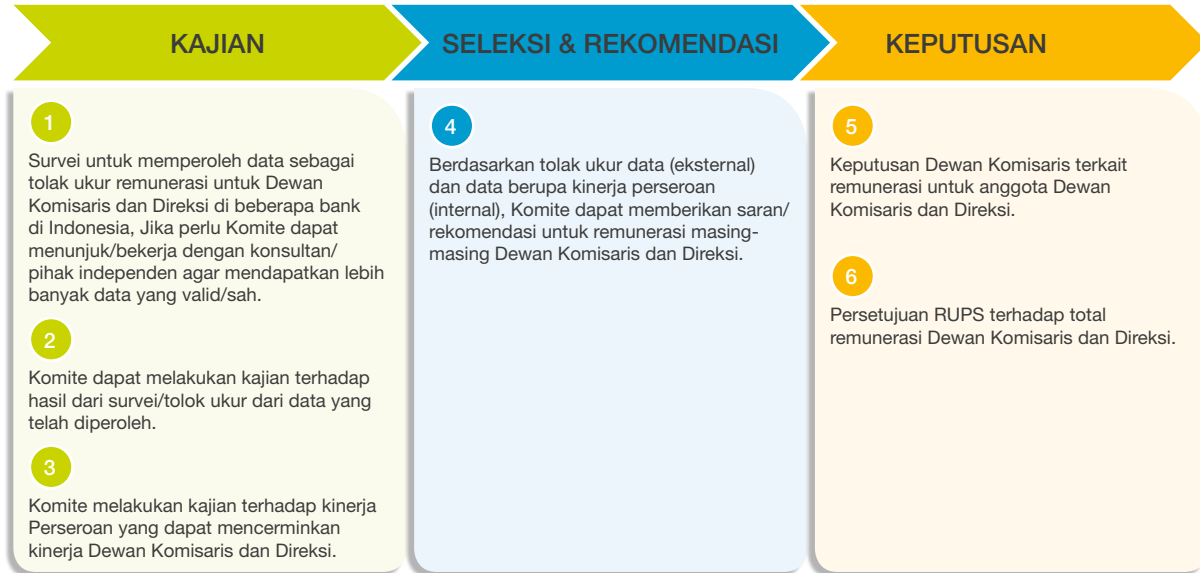 KAJIAN
SELEKSI & REKOMENDASI
KEPUTUSAN
1
Survei untuk memperoleh data sebagai
tolak ukur remunerasi untuk Dewan
Komisaris dan Direksi di beberapa bank
di Indonesia, Jika perlu Komite dapat
menunjuk/bekerja dengan konsultan/
pihak independen agar mendapatkan lebih
banyak data yang valid/sah.
2
Komite dapat melakukan kajian terhadap
hasil dari survei/tolok ukur dari data yang
telah diperoleh.
3
Komite melakukan kajian terhadap kinerja
Perseroan yang dapat mencerminkan
kinerja Dewan Komisaris dan Direksi.
4
Berdasarkan tolak ukur data (eksternal)
dan data berupa kinerja perseroan
(internal), Komite dapat memberikan saran/
rekomendasi untuk remunerasi masing-
masing Dewan Komisaris dan Direksi.
5
Keputusan Dewan Komisaris terkait
remunerasi untuk anggota Dewan
Komisaris dan Direksi.
6
Persetujuan RUPS terhadap total
remunerasi Dewan Komisaris dan Direksi.